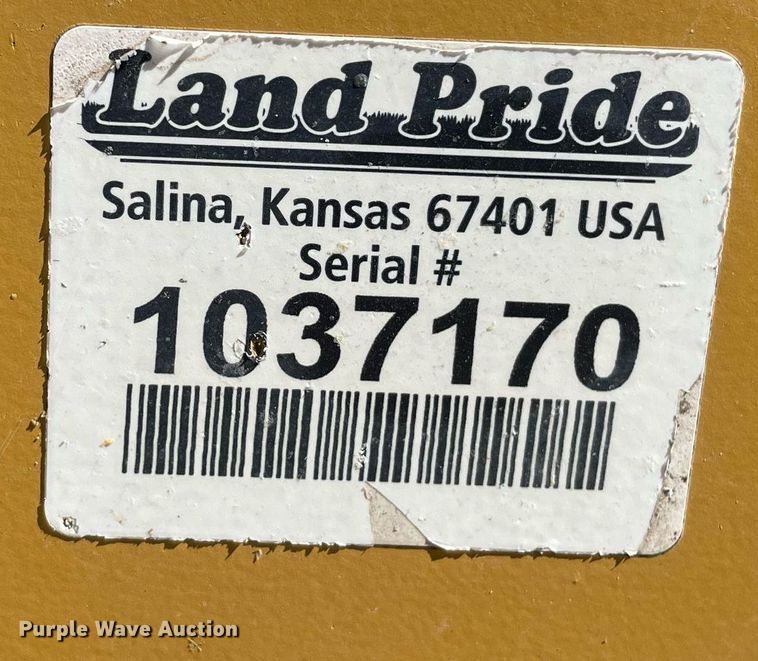 Land Pride
Salina, Kansas 67401 USA
Serial #
1037170
Purple Wave Auction